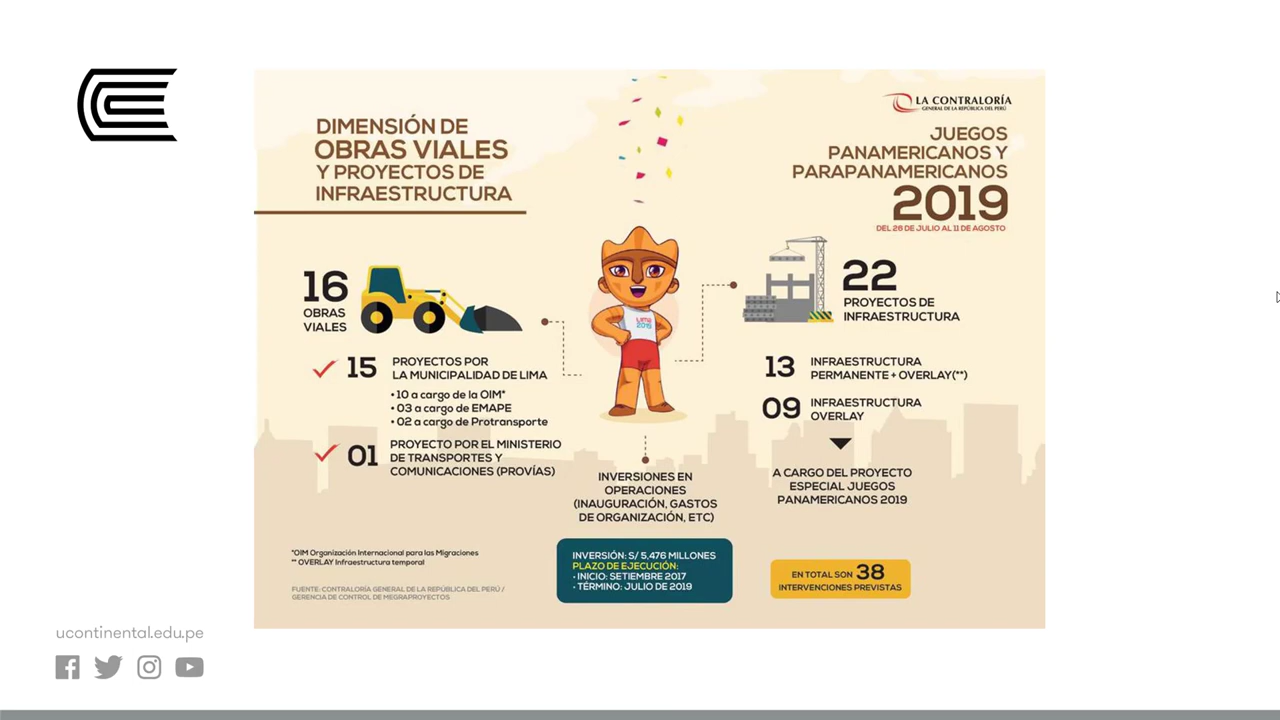 LA CONTRALORÍA
GENERAL DE LA REPÚBLICA DEL PERÚ
DIMENSIÓN DE
OBRAS VIALES
Y PROYECTOS DE
INFRAESTRUCTURA
JUEGOS
PANAMERICANOS Y
PARAPANAMERICANOS
2019
DEL 26 DE JULIO AL 11 DE AGOSTO
16
OBRAS
VIALES
15
PROYECTOS POR
LA MUNICIPALIDAD DE LIMA
• 10 a cargo de la OIM*
• 03 a cargo de EMAPE
• 02 a cargo de Protransporte
01
PROYECTO POR EL MINISTERIO
DE TRANSPORTES Y
COMUNICACIONES (PROVÍAS)
LIMA
2019
INVERSIONES EN
OPERACIONES
(INAUGURACIÓN, GASTOS
DE ORGANIZACIÓN, ETC)
INVERSIÓN: S/ 5,476 MILLONES
PLAZO DE EJECUCIÓN:
• INICIO: SETIEMBRE 2017
• TÉRMINO: JULIO DE 2019
22
PROYECTOS DE
INFRAESTRUCTURA
13
INFRAESTRUCTURA
PERMANENTE + OVERLAY(**)
09
INFRAESTRUCTURA
OVERLAY
A CARGO DEL PROYECTO
ESPECIAL JUEGOS
PANAMERICANOS 2019
EN TOTAL SON 38
INTERVENCIONES PREVISTAS
*OIM Organización Internacional para las Migraciones
** OVERLAY Infraestructura temporal
FUENTE: CONTRALORÍA GENERAL DE LA REPÚBLICA DEL PERÚ /
GERENCIA DE CONTROL DE MEGRAPROYECTOS
ucontinental.edu.pe